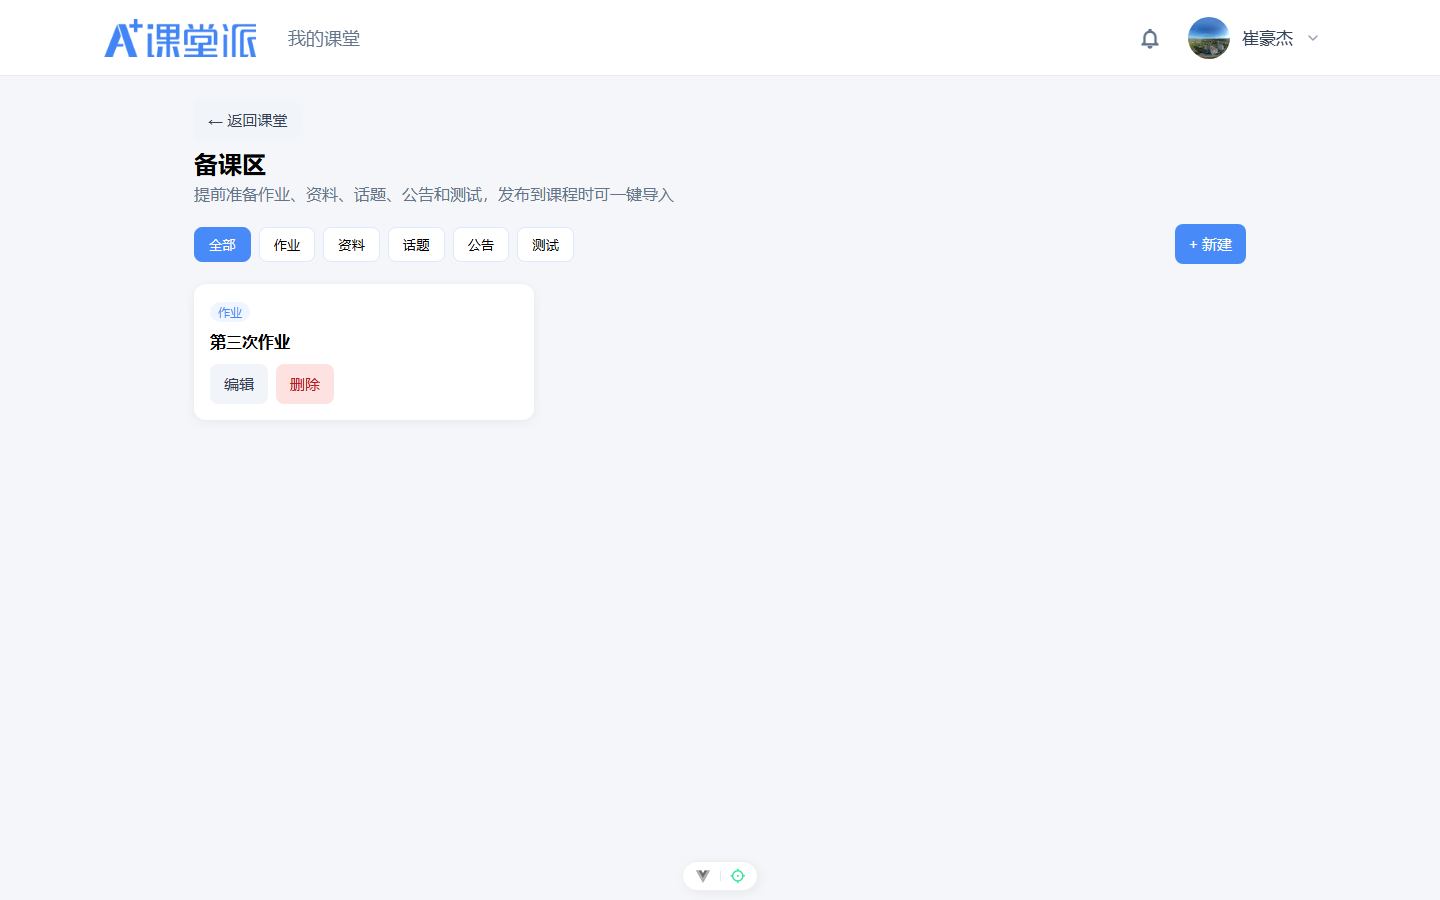 A+课堂派 我的课堂 崔豪杰
← 返回课堂
备课区
提前准备作业、资料、话题、公告和测试，发布到课程时可一键导入
全部 作业 资料 话题 公告 测试 + 新建
作业
第三次作业
编辑 删除